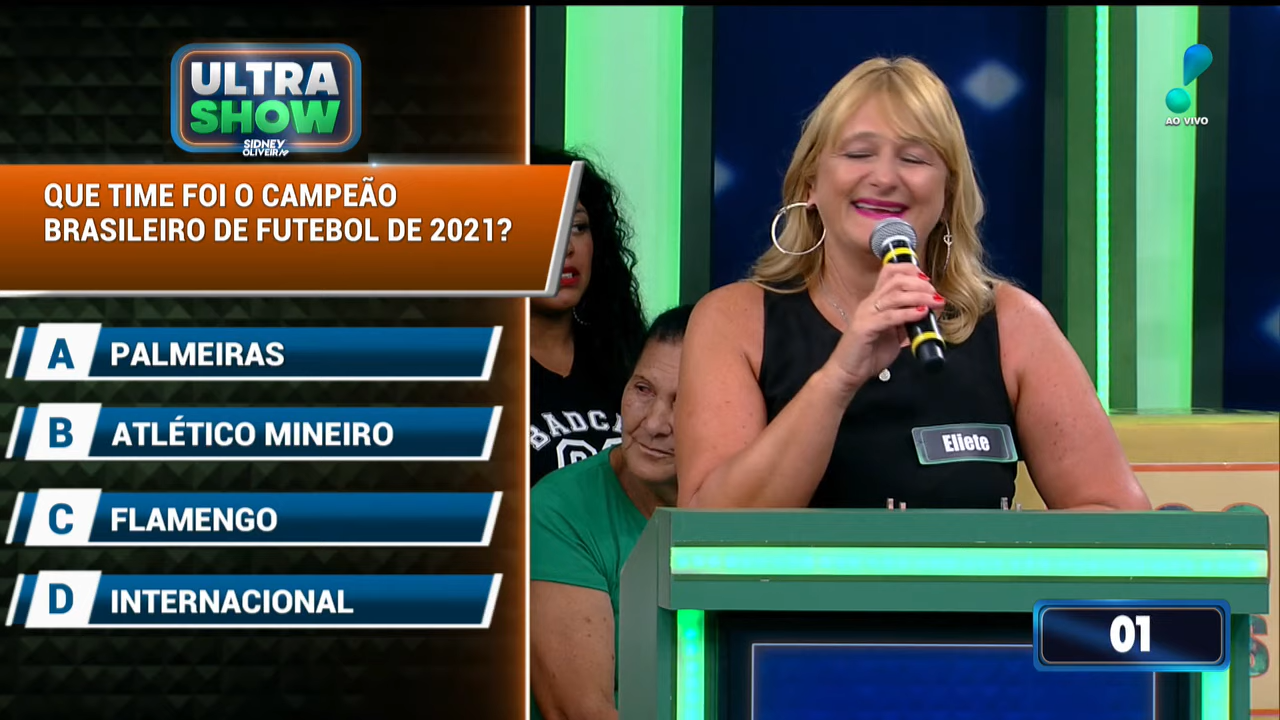 ULTRA
SHOW
SIDNEY
OLIVEIRA
QUE TIME FOI O CAMPEÃO
BRASILEIRO DE FUTEBOL DE 2021?
A PALMEIRAS
B ATLÉTICO MINEIRO
C FLAMENGO
D INTERNACIONAL
AO VIVO
Eliete
01